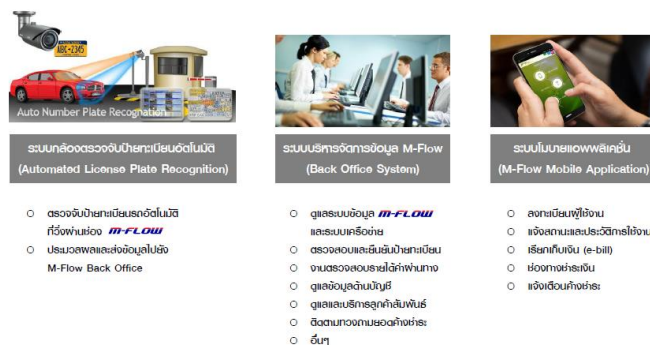 ABC-2345
Auto Number Plate Recognation
ระบบกล้องตรวจจับป้ายทะเบียนอัตโนมัติ
(Automated License Plate Recognition)
ตรวจจับป้ายทะเบียนรถอัตโนมัติ
ที่วิ่งผ่านช่อง M-FLOW
ประมวลผลและส่งข้อมูลไปยัง
M-Flow Back Office
ระบบบริหารจัดการข้อมูล M-Flow
(Back Office System)
ดูแลระบบข้อมูล M-FLOW
และระบบเครือข่าย
ตรวจสอบและยืนยันป้ายทะเบียน
งานตรวจสอบรายได้ค่าผ่านทาง
ดูแลข้อมูลด้านบัญชี
ดูแลและบริการลูกค้าสัมพันธ์
ติดตามทวงถามยอดค้างชำระ
อื่นๆ
ระบบโมบายแอพพลิเคชั่น
(M-Flow Mobile Application)
ลงทะเบียนผู้ใช้งาน
แจ้งสถานะและประวัติการใช้งาน
เรียกเก็บเงิน (e-bill)
ช่องทางชำระเงิน
แจ้งเตือนค้างชำระ